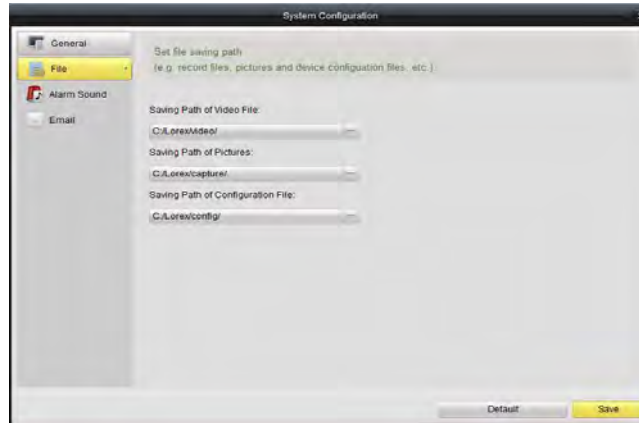 System Configuration
General
File
Alarm Sound
Email
Set file saving path
(e.g. record files, pictures and device configuation files, etc.)
Saving Path of Video File:
C:/Lorex/video/
Saving Path of Pictures:
C:/Lorex/capture/
Saving Path of Configuration File:
C:/Lorex/config/
Default
Save